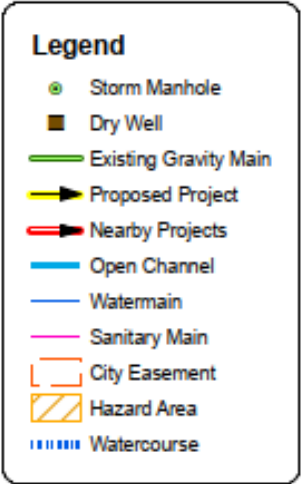 Legend
Storm Manhole
Dry Well
Existing Gravity Main
Proposed Project
Nearby Projects
Open Channel
Watermain
Sanitary Main
City Easement
Hazard Area
Watercourse